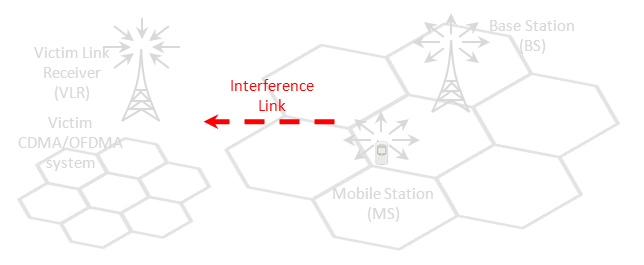 Victim Link
Receiver
(VLR)
Victim
CDMA/OFDMA
system
Interference
Link
Base Station
(BS)
Mobile Station
(MS)